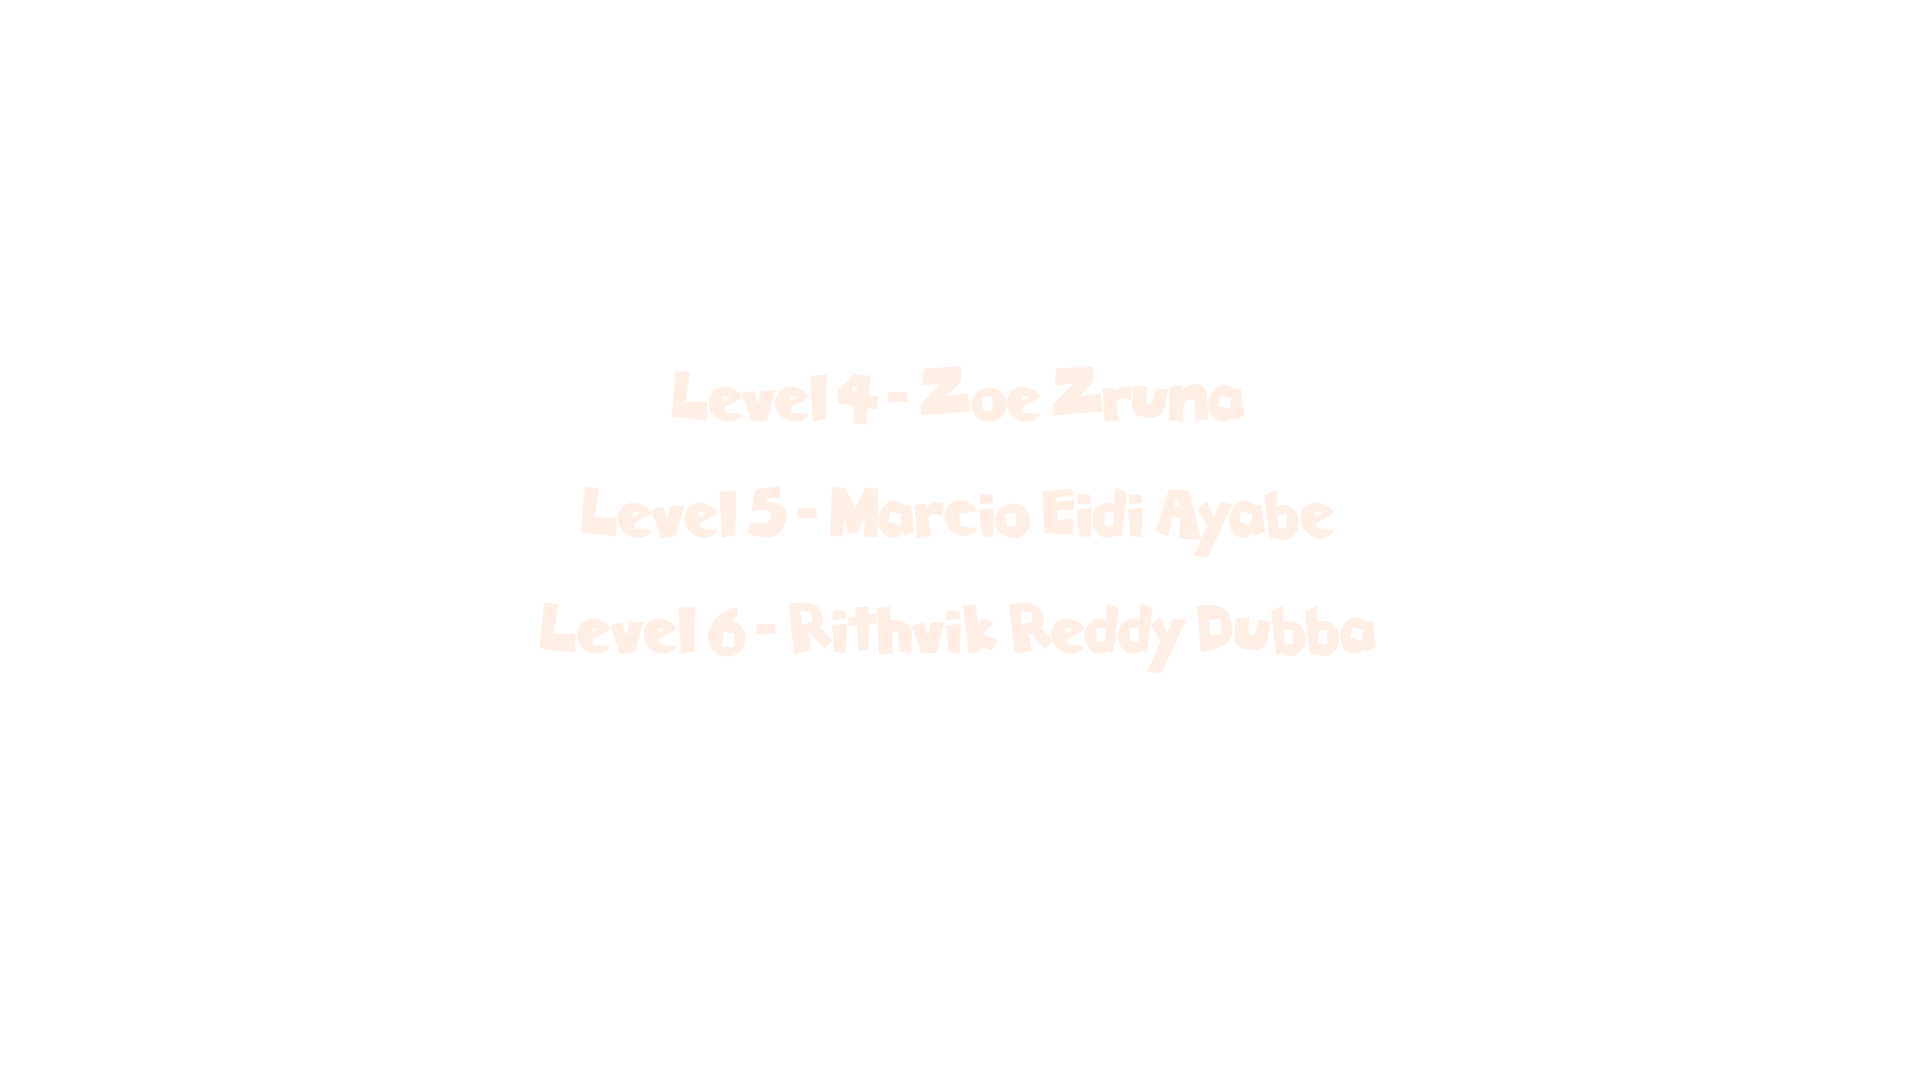 Level 4 - Zoe Zruna
Level 5 - Marcio Eidi Ayabe
Level 6 - Rithvik Reddy Dubba